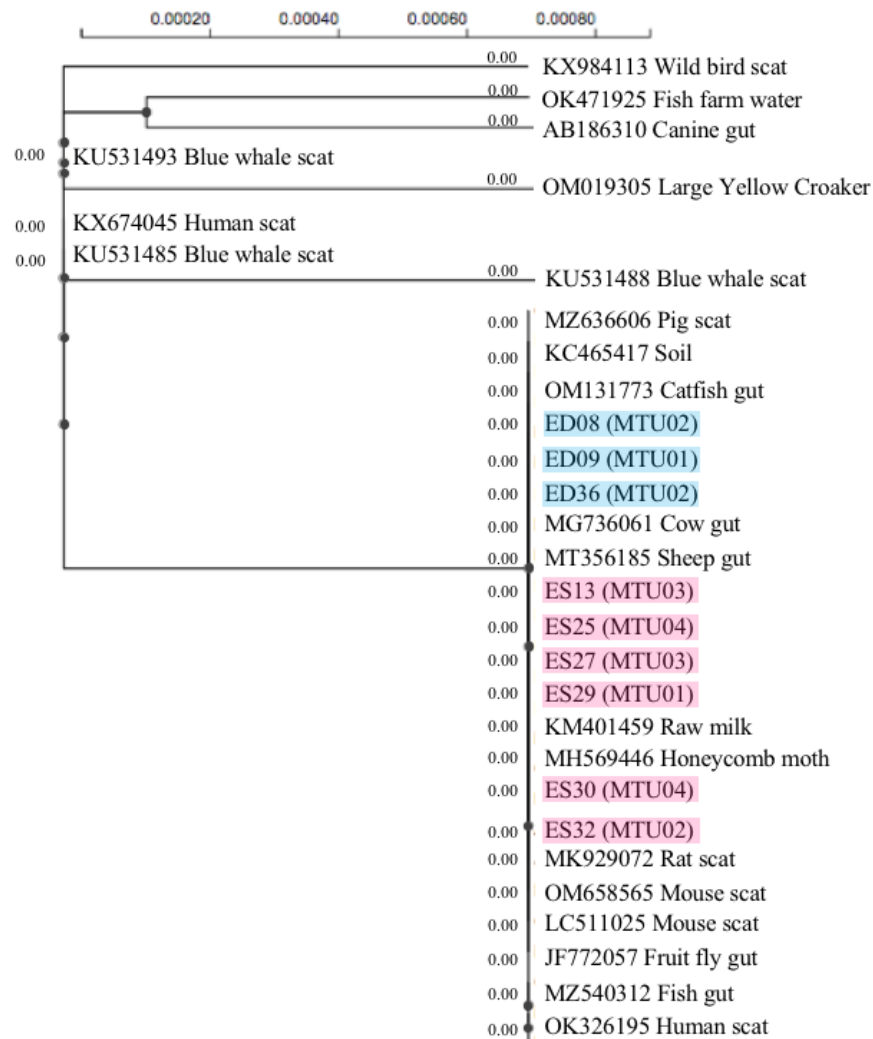 0.00020 0.00040 0.00060 0.00080
0.00 KX984113 Wild bird scat
0.00 OK471925 Fish farm water
0.00 AB186310 Canine gut
0.00 KU531493 Blue whale scat
0.00 OM019305 Large Yellow Croaker
0.00 KX674045 Human scat
0.00 KU531485 Blue whale scat
0.00 KU531488 Blue whale scat
0.00 MZ636606 Pig scat
0.00 KC465417 Soil
0.00 OM131773 Catfish gut
0.00 ED08 (MTU02)
0.00 ED09 (MTU01)
0.00 ED36 (MTU02)
0.00 MG736061 Cow gut
0.00 MT356185 Sheep gut
0.00 ES13 (MTU03)
0.00 ES25 (MTU04)
0.00 ES27 (MTU03)
0.00 ES29 (MTU01)
0.00 KM401459 Raw milk
0.00 MH569446 Honeycomb moth
0.00 ES30 (MTU04)
0.00 ES32 (MTU02)
0.00 MK929072 Rat scat
0.00 OM658565 Mouse scat
0.00 LC511025 Mouse scat
0.00 JF772057 Fruit fly gut
0.00 MZ540312 Fish gut
0.00 OK326195 Human scat